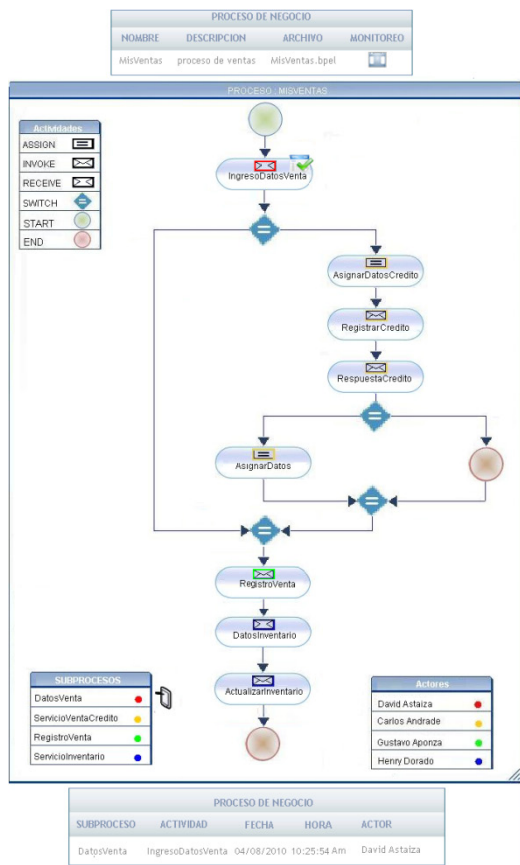 PROCESO DE NEGOCIO
NOMBRE DESCRIPCION ARCHIVO MONITOREO
MisVentas proceso de ventas MisVentas.bpel
PROCESO : MISVENTAS
Actividades
ASSIGN
INVOKE
RECEIVE
SWITCH
START
END
IngresoDatosVenta
AsignarDatosCredito
RegistrarCredito
RespuestaCredito
AsignarDatos
RegistroVenta
DatosInventario
ActualizarInventario
SUBPROCESOS
DatosVenta
ServicioVentaCredito
RegistroVenta
ServicioInventario
Actores
David Astaiza
Carlos Andrade
Gustavo Aponza
Henry Dorado
PROCESO DE NEGOCIO
SUBPROCESO ACTIVIDAD FECHA HORA ACTOR
DatosVenta IngresoDatosVenta 04/08/2010 10:25:54 Am David Astaiza